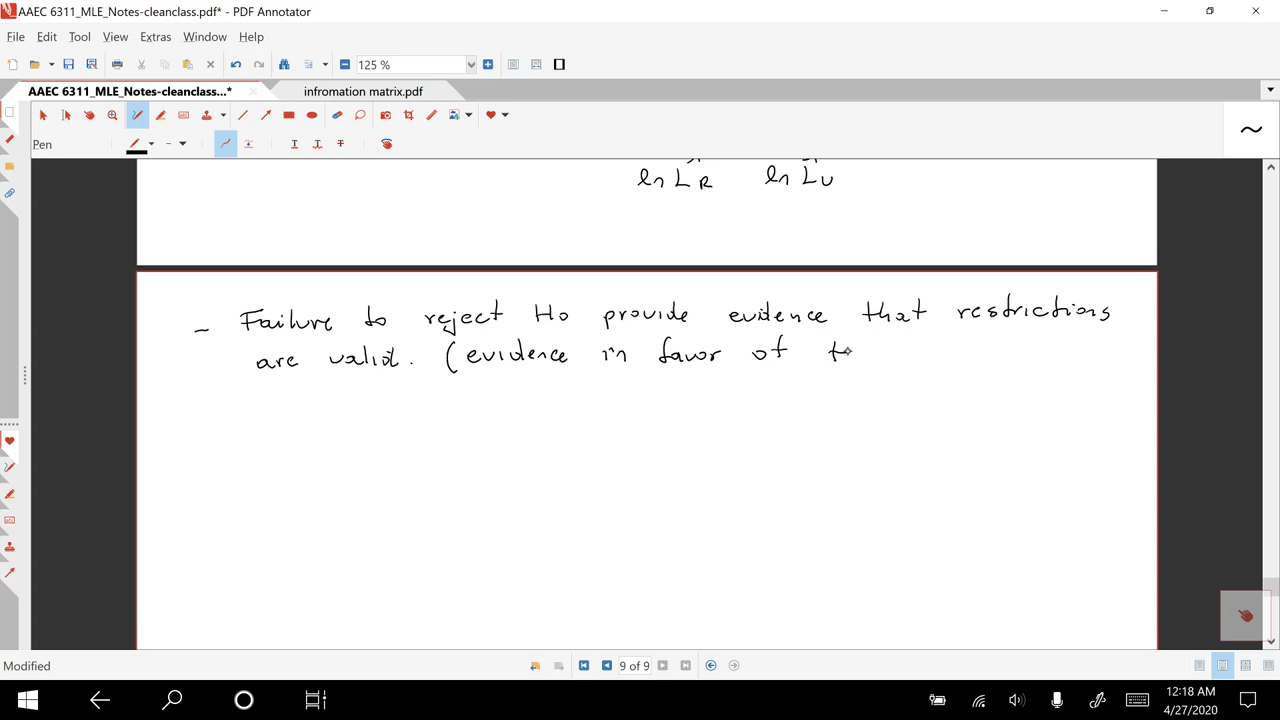 AAEC 6311_MLE_Notes-cleanclass.pdf* - PDF Annotator
File Edit Tool View Extras Window Help
125 %
AAEC 6311_MLE_Notes-cleanclass...* infromation matrix.pdf
Pen
ln L R ln L U
- Failure to reject Ho provide evidence that restrictions
are valid. (evidence in favor of t
Modified
9 of 9
12:18 AM
4/27/2020